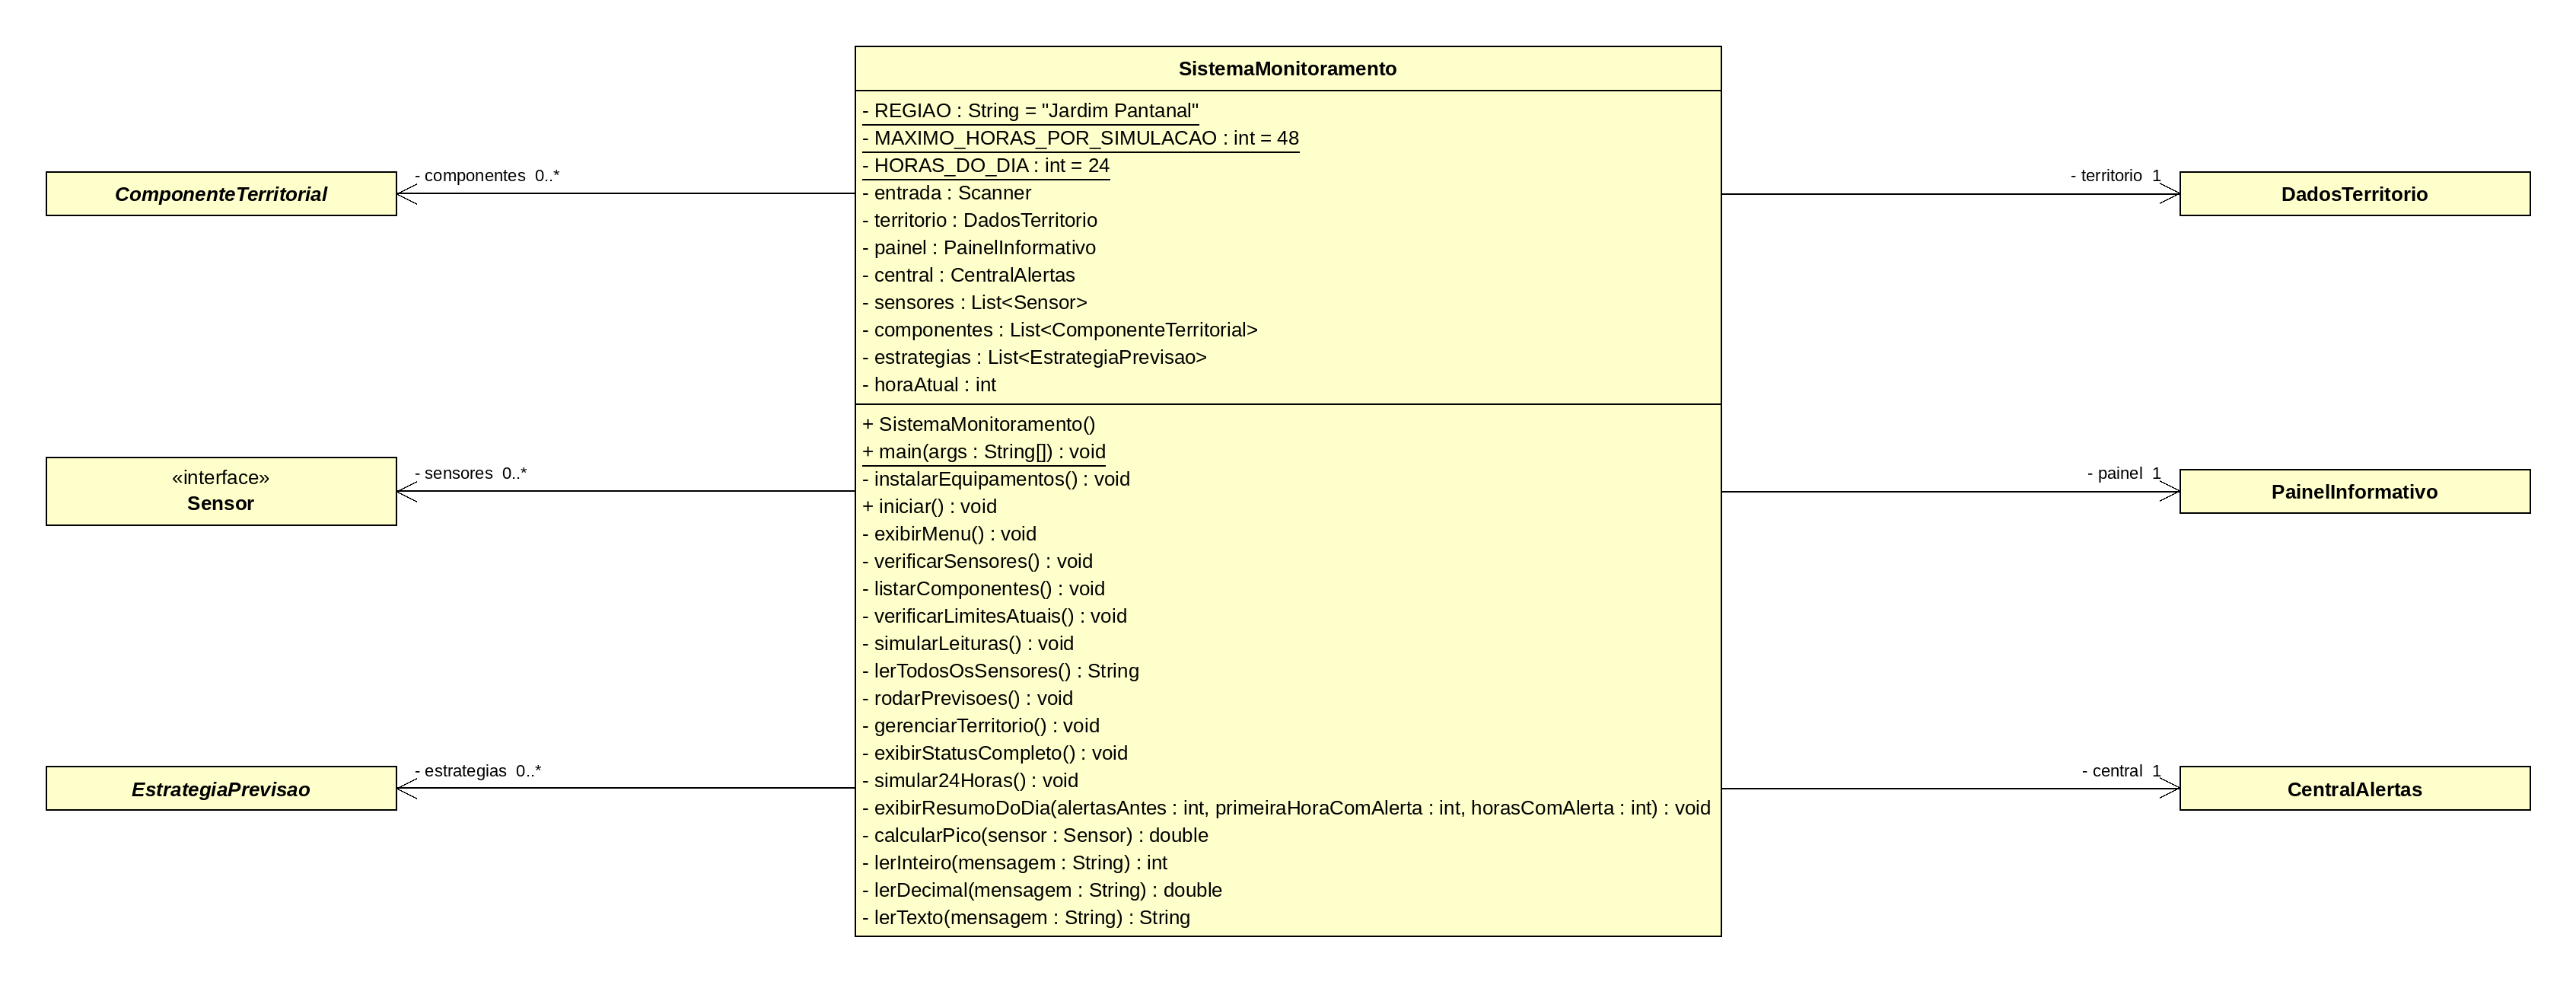 SistemaMonitoramento
- REGIAO : String = "Jardim Pantanal"
- MAXIMO_HORAS_POR_SIMULACAO : int = 48
- HORAS_DO_DIA : int = 24
- entrada : Scanner
- territorio : DadosTerritorio
- painel : PainelInformativo
- central : CentralAlertas
- sensores : List<Sensor>
- componentes : List<ComponenteTerritorial>
- estrategias : List<EstrategiaPrevisao>
- horaAtual : int
+ SistemaMonitoramento()
+ main(args : String[]) : void
- instalarEquipamentos() : void
+ iniciar() : void
- exibirMenu() : void
- verificarSensores() : void
- listarComponentes() : void
- verificarLimitesAtuais() : void
- simularLeituras() : void
- lerTodosOsSensores() : String
- rodarPrevisoes() : void
- gerenciarTerritorio() : void
- exibirStatusCompleto() : void
- simular24Horas() : void
- exibirResumoDoDia(alertasAntes : int, primeiraHoraComAlerta : int, horasComAlerta : int) : void
- calcularPico(sensor : Sensor) : double
- lerInteiro(mensagem : String) : int
- lerDecimal(mensagem : String) : double
- lerTexto(mensagem : String) : String
ComponenteTerritorial
- componentes 0..*
«interface»
Sensor
- sensores 0..*
EstrategiaPrevisao
- estrategias 0..*
- territorio 1
DadosTerritorio
- painel 1
PainelInformativo
- central 1
CentralAlertas